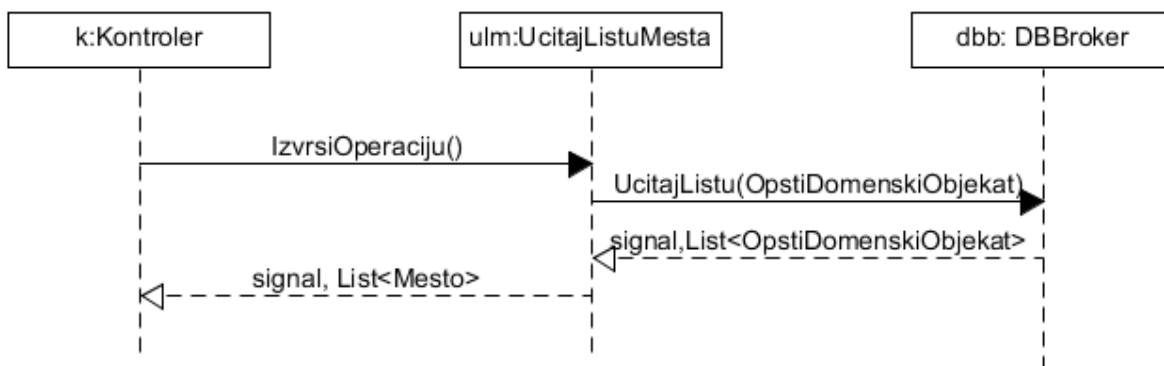 k:Kontroler
ulm:UcitajListuMesta
dbb: DBBroker
IzvrsiOperaciju()
UcitajListu(OpstiDomenskiObjekat)
signal,List<OpstiDomenskiObjekat>
signal, List<Mesto>